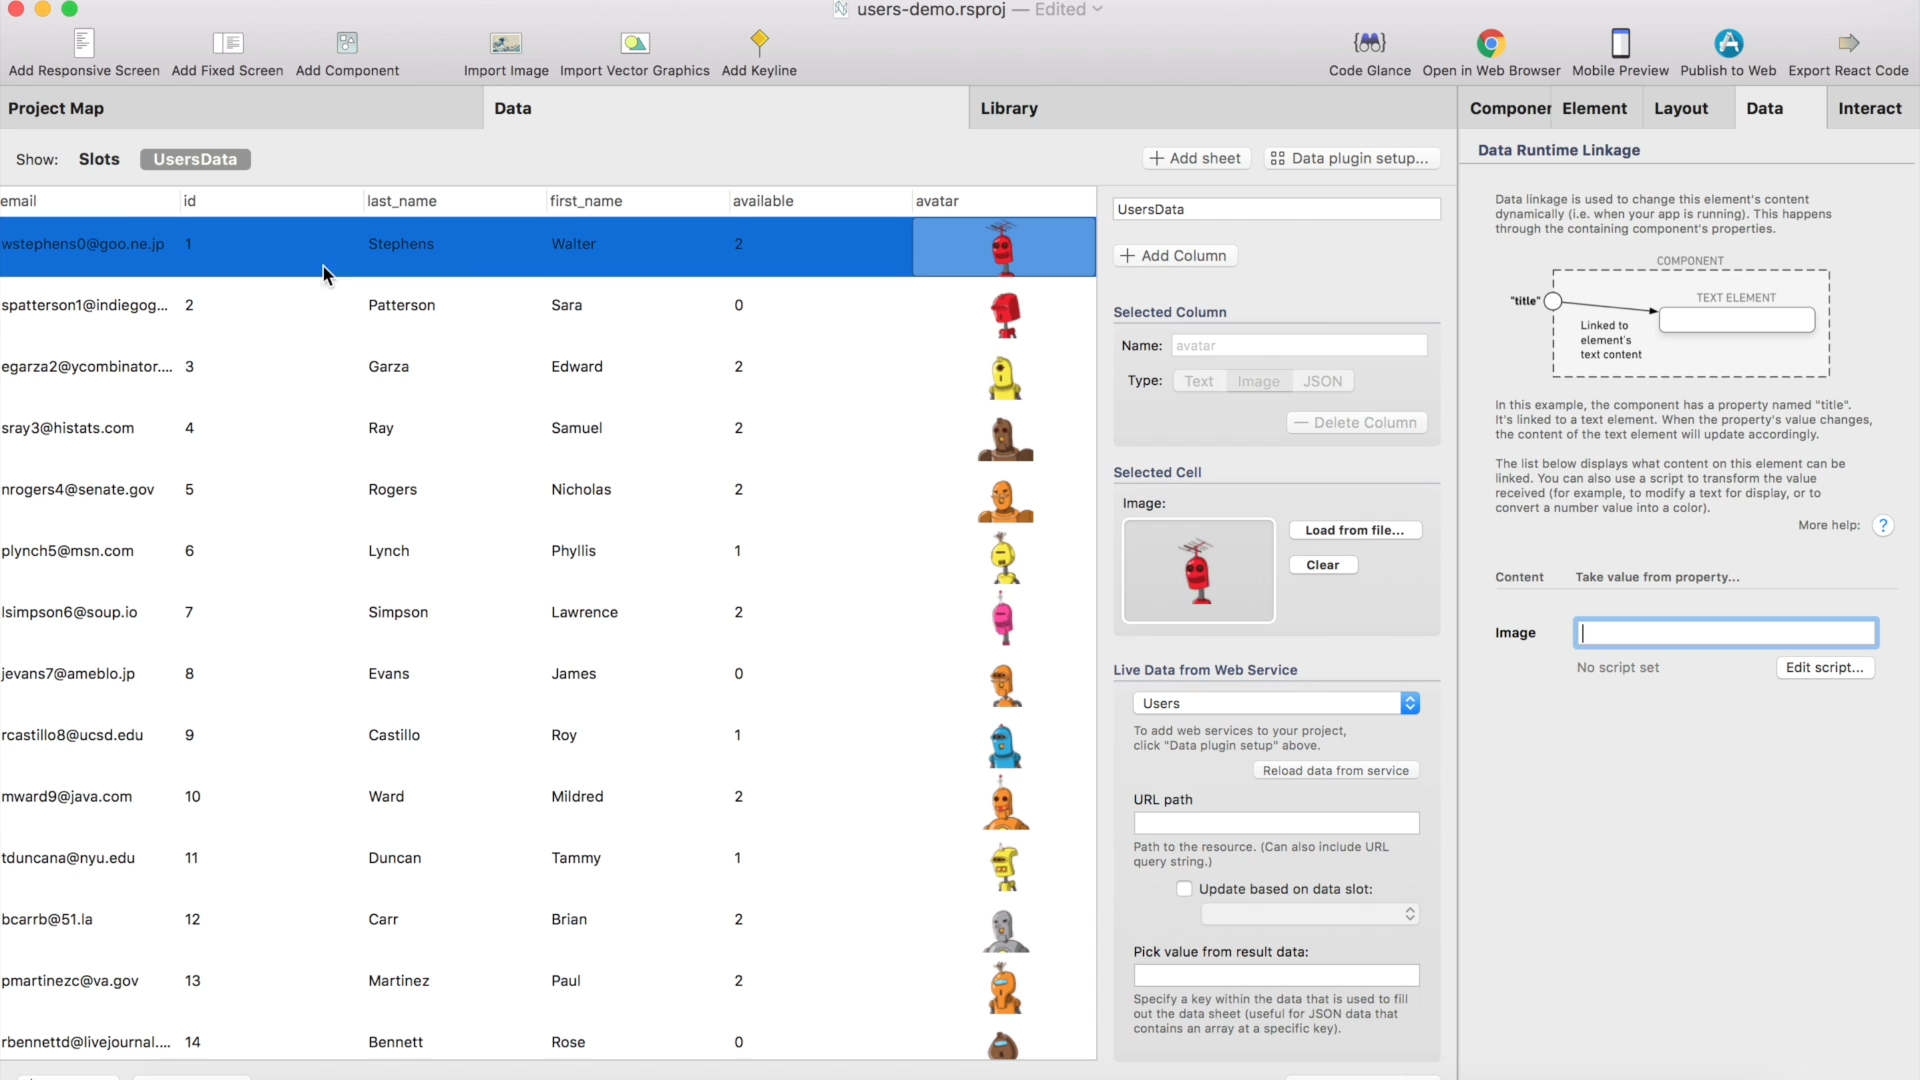 users-demo.rsproj — Edited
Add Responsive Screen Add Fixed Screen Add Component Import Image Import Vector Graphics Add Keyline Code Glance Open in Web Browser Mobile Preview Publish to Web Export React Code
Project Map Data Library Componer Element Layout Data Interact
Show: Slots UsersData + Add sheet Data plugin setup...
email id last_name first_name available avatar
wstephens0@goo.ne.jp 1 Stephens Walter 2
spatterson1@indiegog... 2 Patterson Sara 0
egarza2@ycombinator.... 3 Garza Edward 2
sray3@histats.com 4 Ray Samuel 2
nrogers4@senate.gov 5 Rogers Nicholas 2
plynch5@msn.com 6 Lynch Phyllis 1
lsimpson6@soup.io 7 Simpson Lawrence 2
jevans7@ameblo.jp 8 Evans James 0
rcastillo8@ucsd.edu 9 Castillo Roy 1
mward9@java.com 10 Ward Mildred 2
tduncana@nyu.edu 11 Duncan Tammy 1
bcarrb@51.la 12 Carr Brian 2
pmartinezc@va.gov 13 Martinez Paul 2
rbennettd@livejournal.... 14 Bennett Rose 0
UsersData
+ Add Column
Selected Column
Name: avatar
Type: Text Image JSON
— Delete Column
Selected Cell
Image:
Load from file...
Clear
Live Data from Web Service
Users
To add web services to your project,
click "Data plugin setup" above.
Reload data from service
URL path
Path to the resource. (Can also include URL
query string.)
Update based on data slot:
Pick value from result data:
Specify a key within the data that is used to fill
out the data sheet (useful for JSON data that
contains an array at a specific key).
Data Runtime Linkage
Data linkage is used to change this element's content
dynamically (i.e. when your app is running). This happens
through the containing component's properties.
COMPONENT
"title"
TEXT ELEMENT
Linked to
element's
text content
In this example, the component has a property named "title".
It's linked to a text element. When the property's value changes,
the content of the text element will update accordingly.
The list below displays what content on this element can be
linked. You can also use a script to transform the value
received (for example, to modify a text for display, or to
convert a number value into a color).
More help: ?
Content Take value from property...
Image
No script set Edit script...